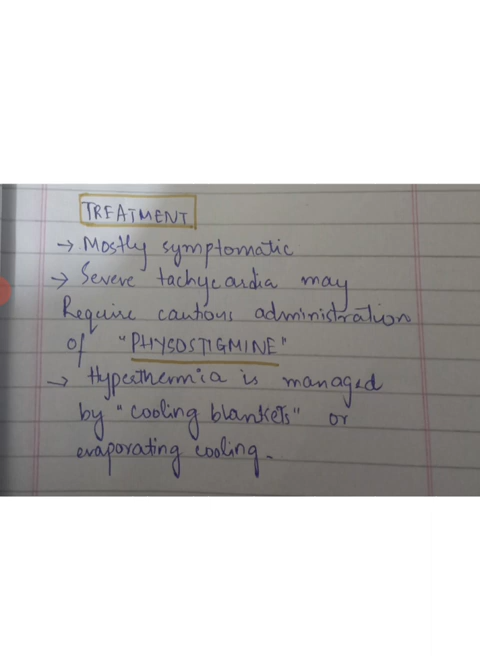 TREATMENT
→ Mostly symptomatic
→ Severe tachycardia may
Require cautious administration
of "PHYSOSTIGMINE"
→ Hyperthermia is managed
by "cooling blankets" or
evaporating cooling.